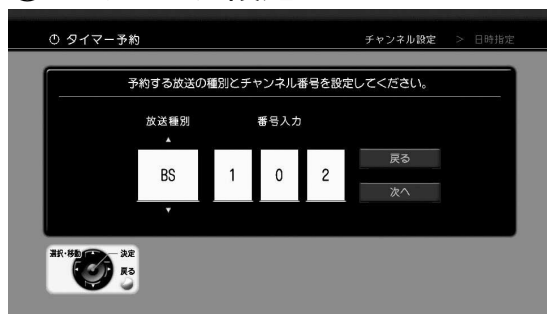 タイマー予約
チャンネル設定 > 日時指定
予約する放送の種別とチャンネル番号を設定してください。
放送種別 番号入力
▲
BS 1 0 2
▼
戻る
次へ
選択・移動 決定
戻る